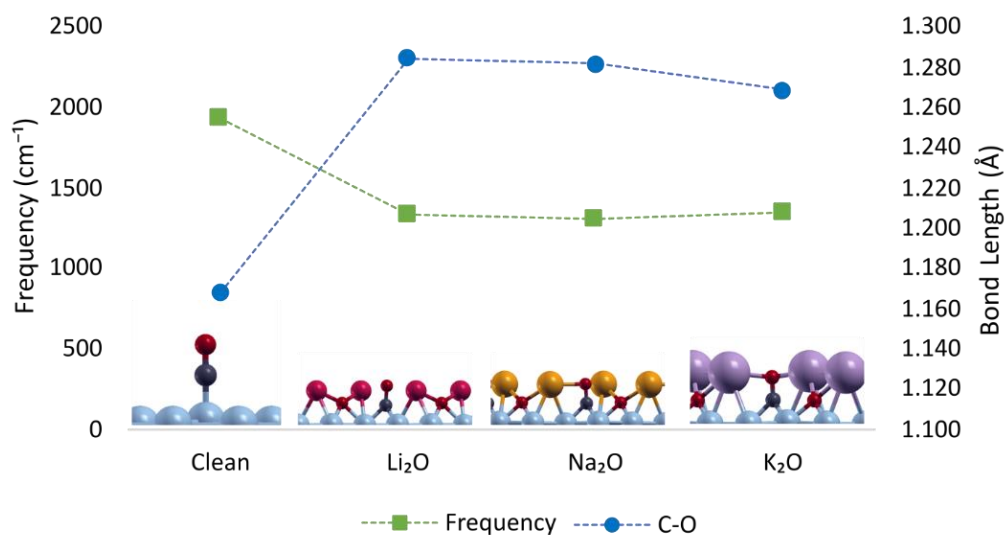 2500
2000
1500
1000
500
0
Frequency (cm⁻¹)
1.300
1.280
1.260
1.240
1.220
1.200
1.180
1.160
1.140
1.120
1.100
Bond Length (Å)
Clean
Li₂O
Na₂O
K₂O
Frequency
C-O